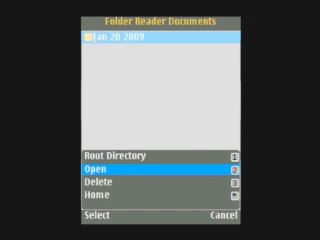 Folder Reader Documents
Jan 20 2009
Root Directory 1
Open 2
Delete 3
Home *
Select Cancel